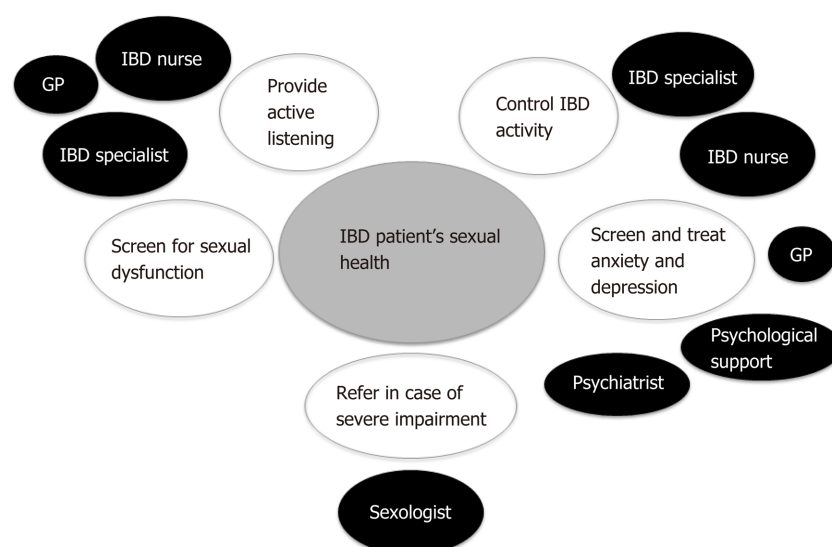 IBD nurse
GP
IBD specialist
Provide
active
listening
Control IBD
activity
IBD specialist
IBD nurse
Screen for sexual
dysfunction
IBD patient’s sexual
health
Screen and treat
anxiety and
depression
GP
Psychological
support
Psychiatrist
Refer in case of
severe impairment
Sexologist